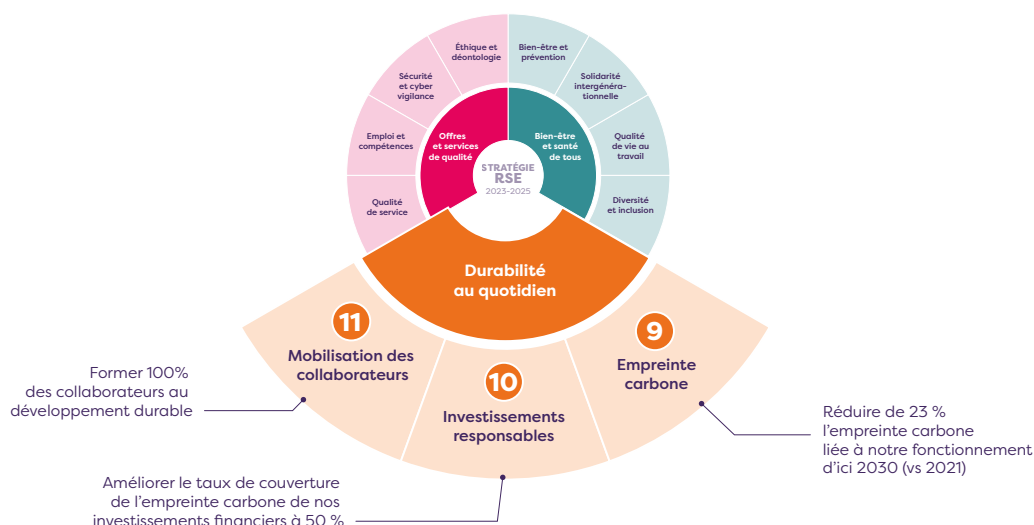 Éthique et
déontologie
Bien-être et
prévention
Sécurité
et cyber
vigilance
Solidarité
intergénéra-
tionnelle
Emploi et
compétences
Offres
et services
de qualité
Bien-être
et santé
de tous
Qualité
de vie au
travail
STRATÉGIE
RSE
2023-2025
Qualité
de service
Diversité
et inclusion
Durabilité
au quotidien
11
Mobilisation des
collaborateurs
10
Investissements
responsables
9
Empreinte
carbone
Former 100%
des collaborateurs au
développement durable
Réduire de 23 %
l'empreinte carbone
liée à notre fonctionnement
d'ici 2030 (vs 2021)
Améliorer le taux de couverture
de l'empreinte carbone de nos
investissements financiers à 50 %